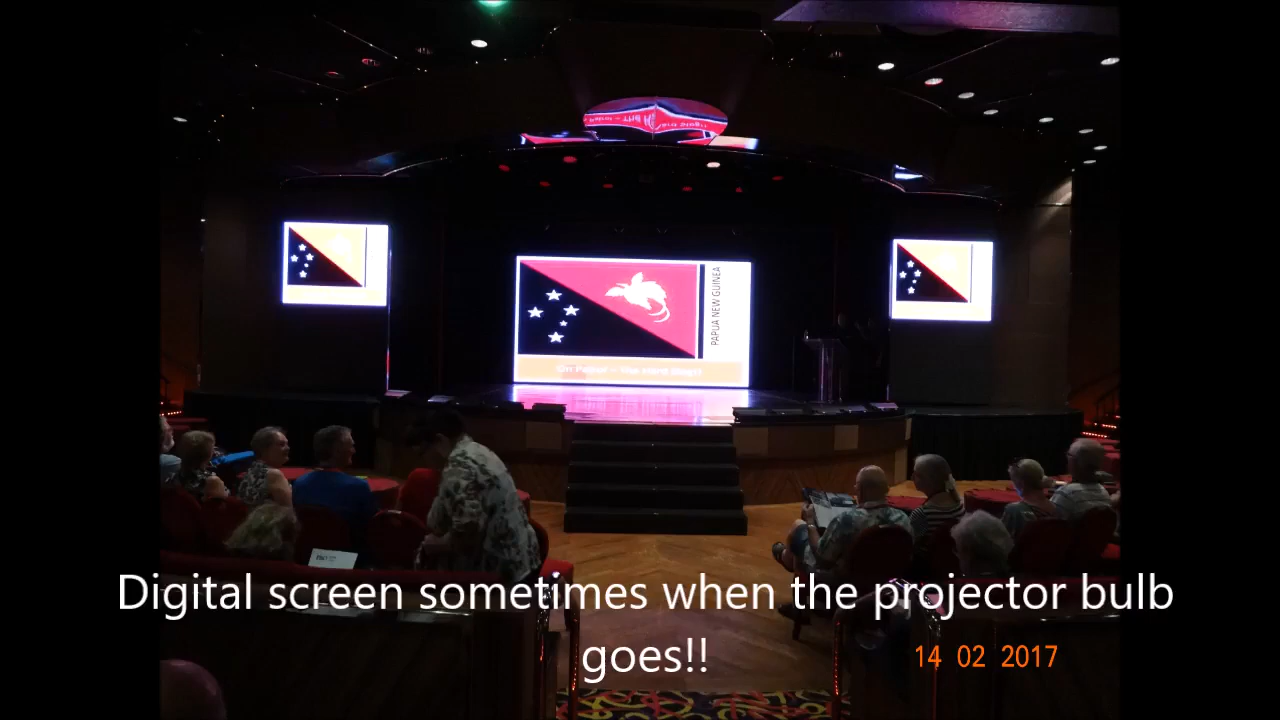 PAPUA NEW GUINEA
Digital screen sometimes when the projector bulb
goes!!
14 02 2017